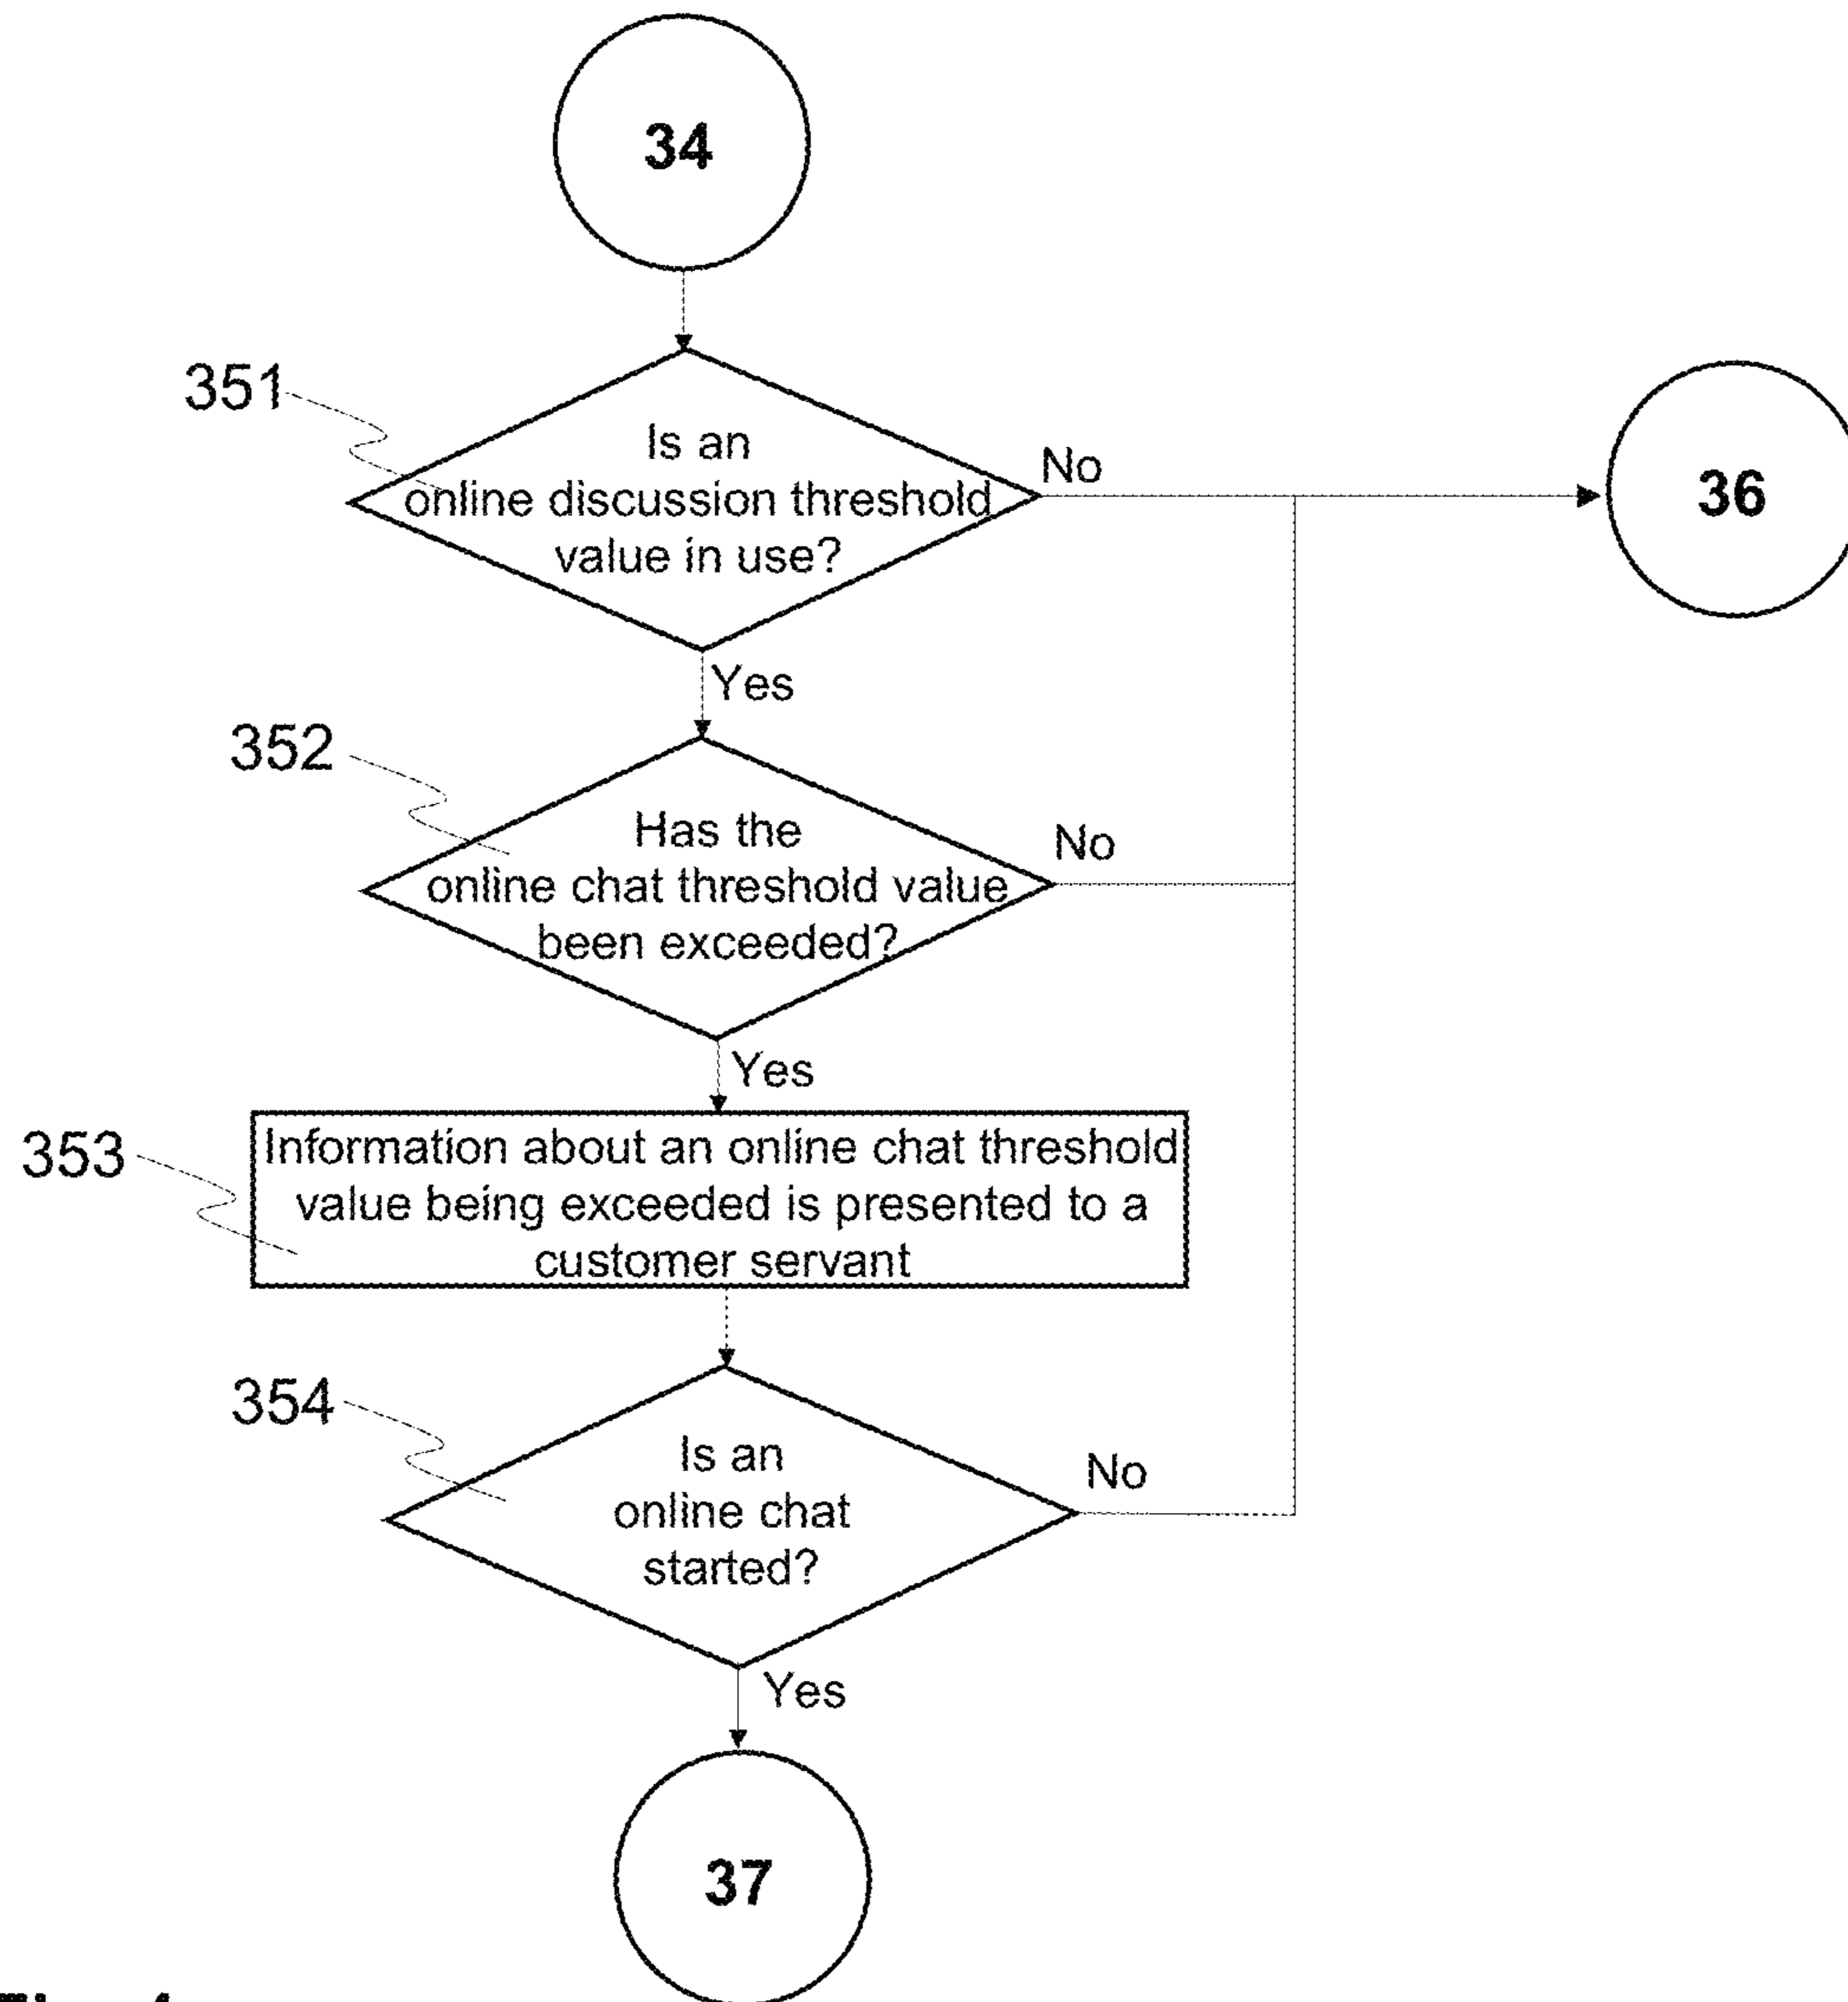 34
351
Is an
online discussion threshold
value in use?
No
36
Yes
352
Has the
online chat threshold value
been exceeded?
No
Yes
353
Information about an online chat threshold
value being exceeded is presented to a
customer servant
354
Is an
online chat
started?
No
Yes
37